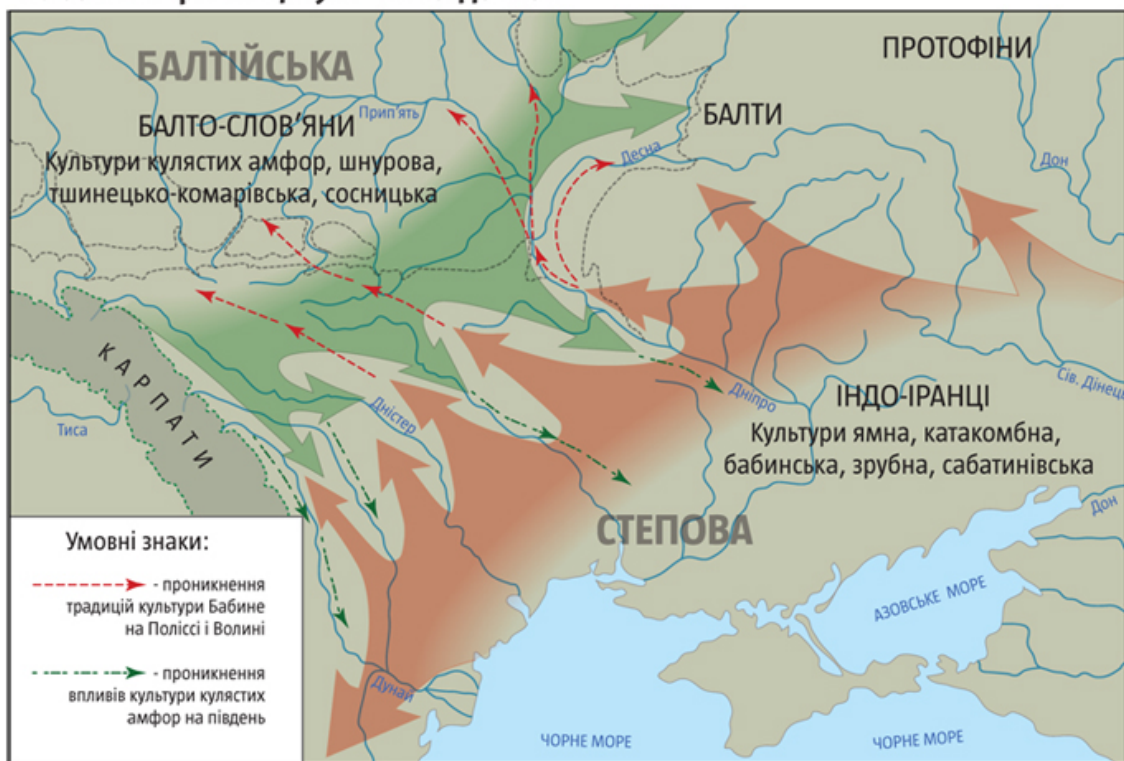 БАЛТІЙСЬКА
ПРОТОФІНИ
Прип'ять
БАЛТО-СЛОВ'ЯНИ
БАЛТИ
Культури кулястих амфор, шнурова,
тшинецько-комарівська, сосницька
Десна
Дон
КАРПАТИ
Тиса
Дністер
Дніпро
Сів. Дінець
ІНДО-ІРАНЦІ
Культури ямна, катакомбна,
бабинська, зрубна, сабатинівська
СТЕПОВА
Дон
Умовні знаки:
- проникнення
традицій культури Бабине
на Поліссі і Волині
- проникнення
впливів культури кулястих
амфор на південь
АЗОВСЬКЕ МОРЕ
Дунай
ЧОРНЕ МОРЕ
ЧОРНЕ МОРЕ